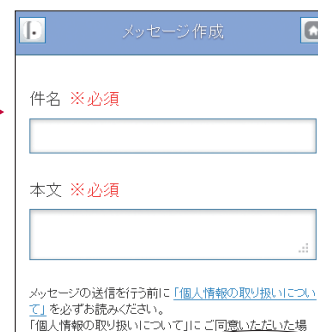 メッセージ作成
件名 ※必須
本文 ※必須
メッセージの送信を行う前に「個人情報の取り扱いについ
て」を必ずお読みください。
「個人情報の取り扱いについて」にご同意いただいた場